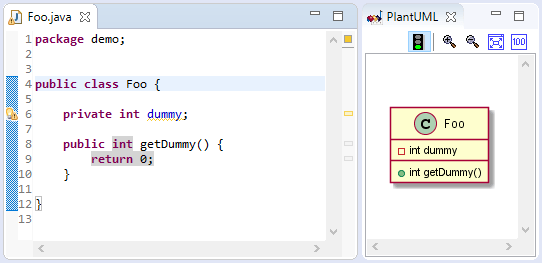 Foo.java
1 package demo;
2
3
4 public class Foo {
5
6     private int dummy;
7
8     public int getDummy() {
9         return 0;
10     }
11
12 }
13
PlantUML
100
C Foo
int dummy
int getDummy()